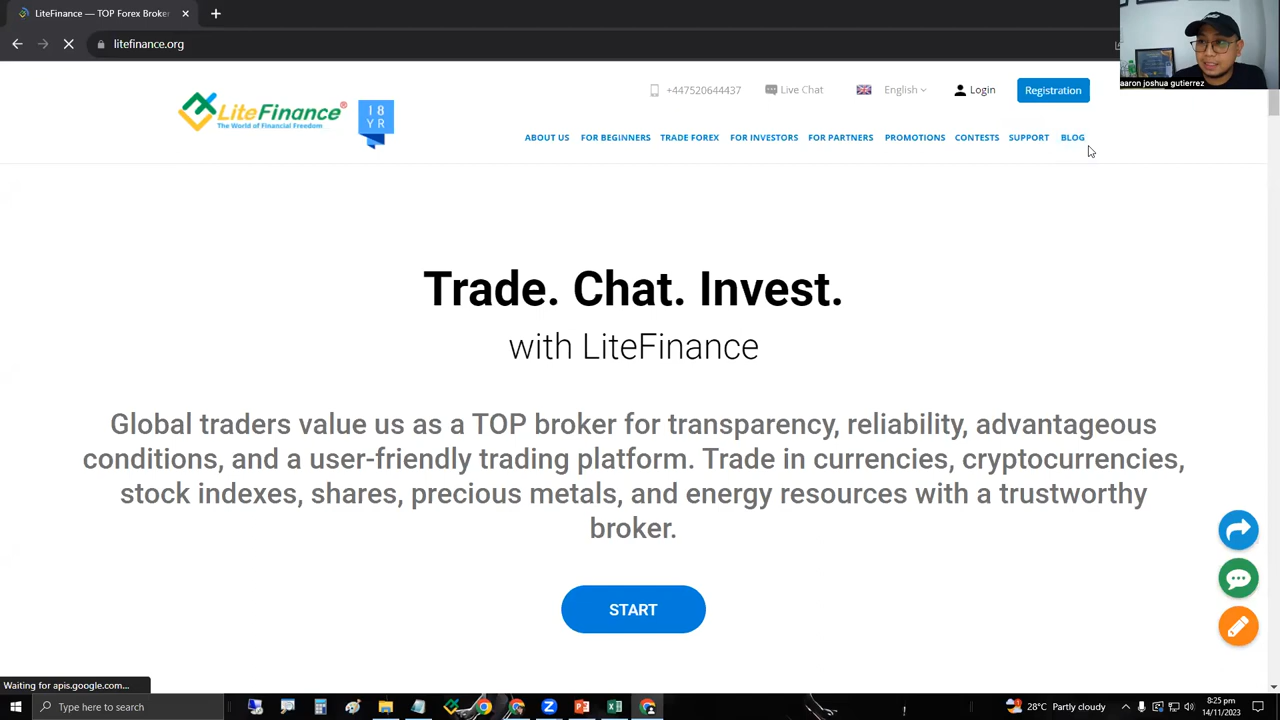 LiteFinance — TOP Forex Broker
litefinance.org
aaron joshua gutierrez
+447520644437
Live Chat
English
Login
Registration
LiteFinance®
The World of Financial Freedom
18
YR
ABOUT US
FOR BEGINNERS
TRADE FOREX
FOR INVESTORS
FOR PARTNERS
PROMOTIONS
CONTESTS
SUPPORT
BLOG
Trade. Chat. Invest.
with LiteFinance
Global traders value us as a TOP broker for transparency, reliability, advantageous
conditions, and a user-friendly trading platform. Trade in currencies, cryptocurrencies,
stock indexes, shares, precious metals, and energy resources with a trustworthy
broker.
START
Waiting for apis.google.com...
Type here to search
28°C Partly cloudy
8:25 pm
14/11/2023